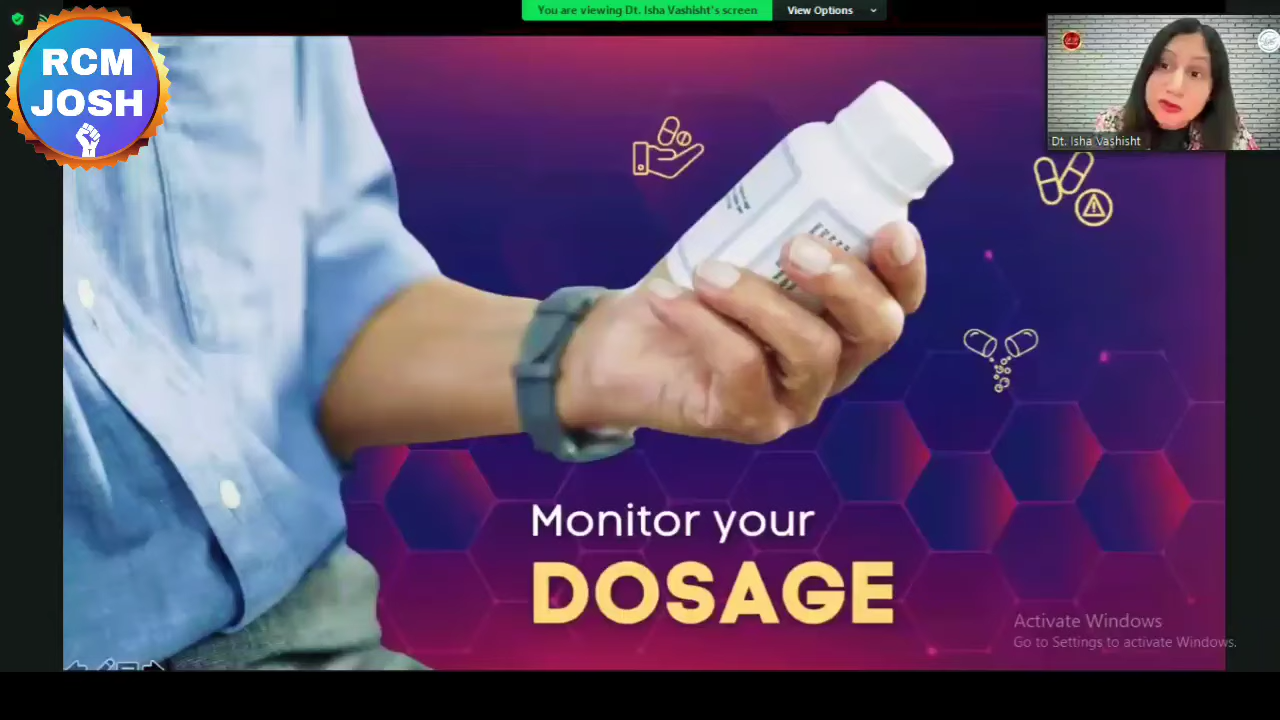 You are viewing Dt. Isha Vashisht's screen
View Options
RCM
JOSH
Dt. Isha Vashisht
Monitor your
DOSAGE
Activate Windows
Go to Settings to activate Windows.